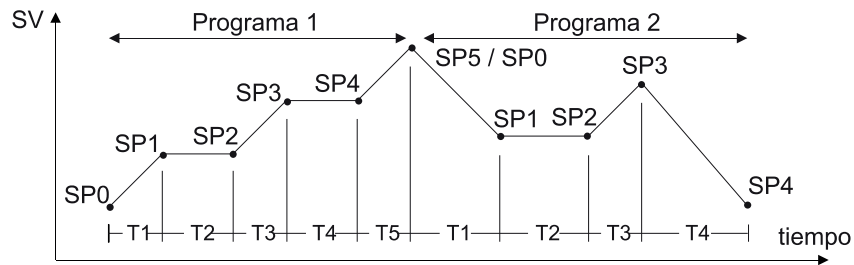 SV
Programa 1
Programa 2
SP5 / SP0
SP3
SP4
SP3
SP1
SP2
SP1
SP2
SP0
SP4
T1
T2
T3
T4
T5
T1
T2
T3
T4
tiempo